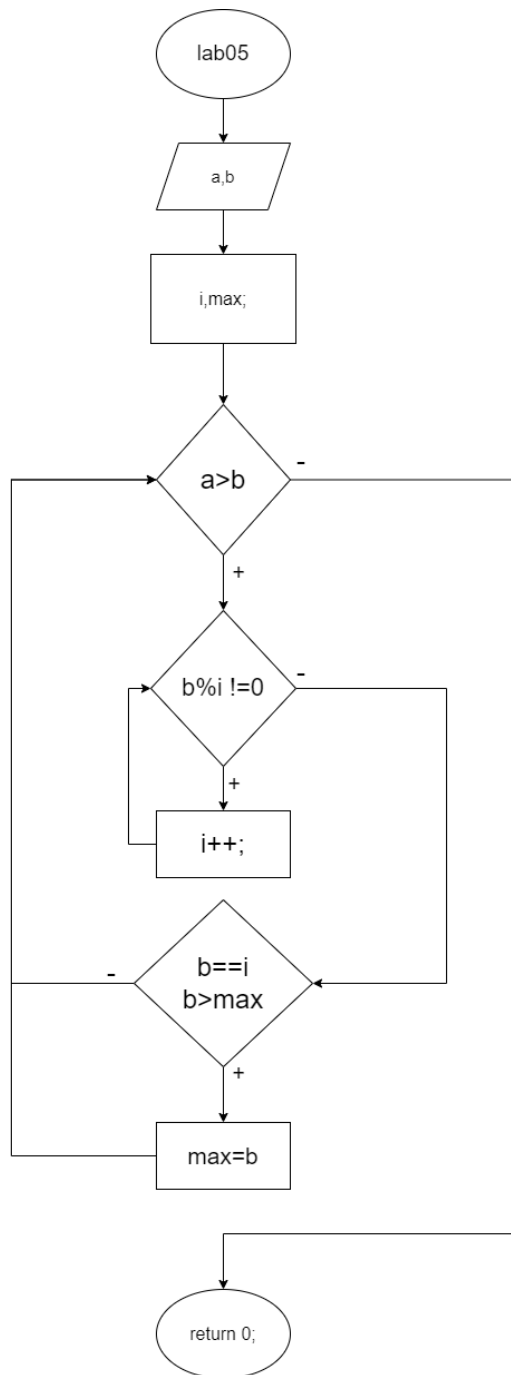 lab05
a,b
i,max;
a>b
-
+
b%i !=0
-
+
i++;
b==i
b>max
-
+
max=b
return 0;